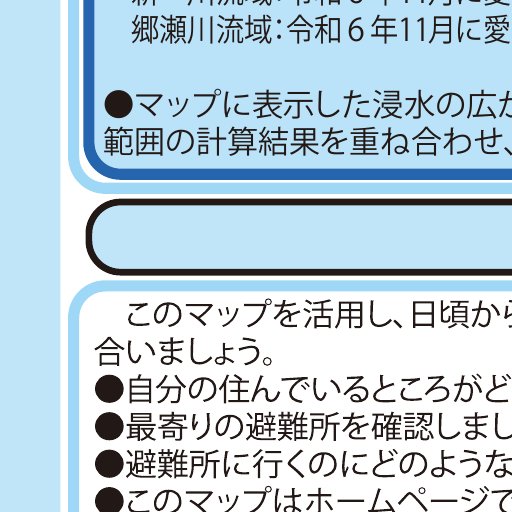 郷瀬川流域：令和６年11月に愛
●マップに表示した浸水の広が
範囲の計算結果を重ね合わせ、
このマップを活用し、日頃から
合いましょう。
●自分の住んでいるところがど
●最寄りの避難所を確認しまし
●避難所に行くのにどのような
●このマップはホームページで